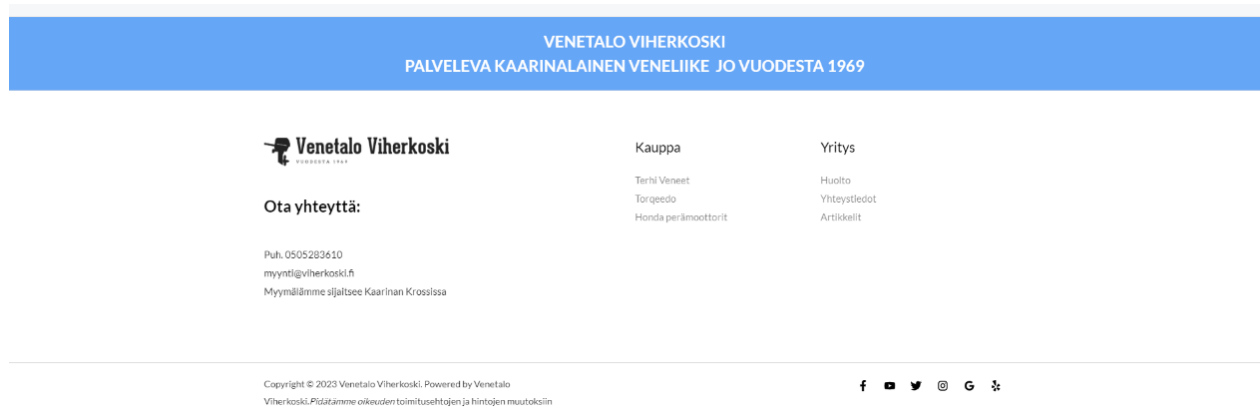 VENETALO VIHERKOSKI
PALVELEVA KAARINALAINEN VENELIIKE JO VUODESTA 1969
Venetalo Viherkoski
VUODESTA 1969
Ota yhteyttä:
Puh. 0505283610
myynti@viherkoski.fi
Myymälämme sijaitsee Kaarinan Krossissa
Kauppa
Terhi Veneet
Torqeedo
Honda perämoottorit
Yritys
Huolto
Yhteystiedot
Artikkelit
Copyright © 2023 Venetalo Viherkoski. Powered by Venetalo
Viherkoski.Pidätämme oikeuden toimitusehtojen ja hintojen muutoksiin